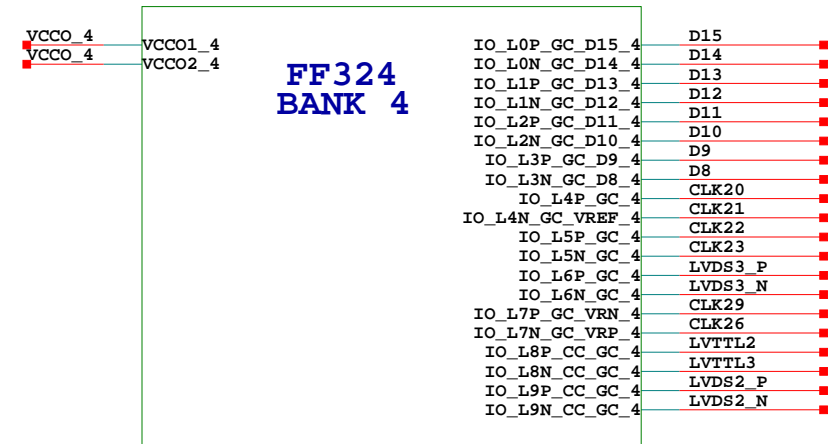 VCCO_4 VCCO1_4
VCCO_4 VCCO2_4
FF324
BANK 4
IO_L0P_GC_D15_4 D15
IO_L0N_GC_D14_4 D14
IO_L1P_GC_D13_4 D13
IO_L1N_GC_D12_4 D12
IO_L2P_GC_D11_4 D11
IO_L2N_GC_D10_4 D10
IO_L3P_GC_D9_4 D9
IO_L3N_GC_D8_4 D8
IO_L4P_GC_4 CLK20
IO_L4N_GC_VREF_4 CLK21
IO_L5P_GC_4 CLK22
IO_L5N_GC_4 CLK23
IO_L6P_GC_4 LVDS3_P
IO_L6N_GC_4 LVDS3_N
IO_L7P_GC_VRN_4 CLK29
IO_L7N_GC_VRP_4 CLK26
IO_L8P_CC_GC_4 LVTTL2
IO_L8N_CC_GC_4 LVTTL3
IO_L9P_CC_GC_4 LVDS2_P
IO_L9N_CC_GC_4 LVDS2_N